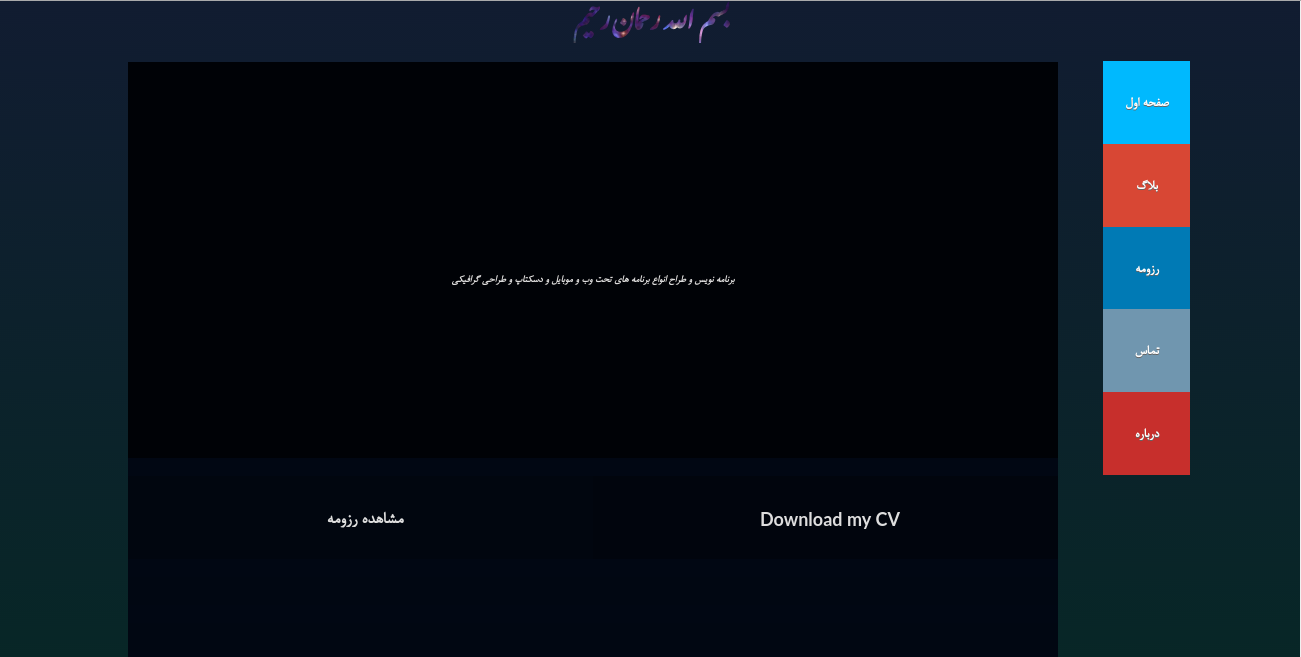 بسم الله رحمان رحیم
صفحه اول
بلاگ
رزومه
تماس
درباره
برنامه نویس و طراح انواع برنامه های تحت وب و موبایل و دسکتاپ و طراحی گرافیکی
Download my CV
مشاهده رزومه